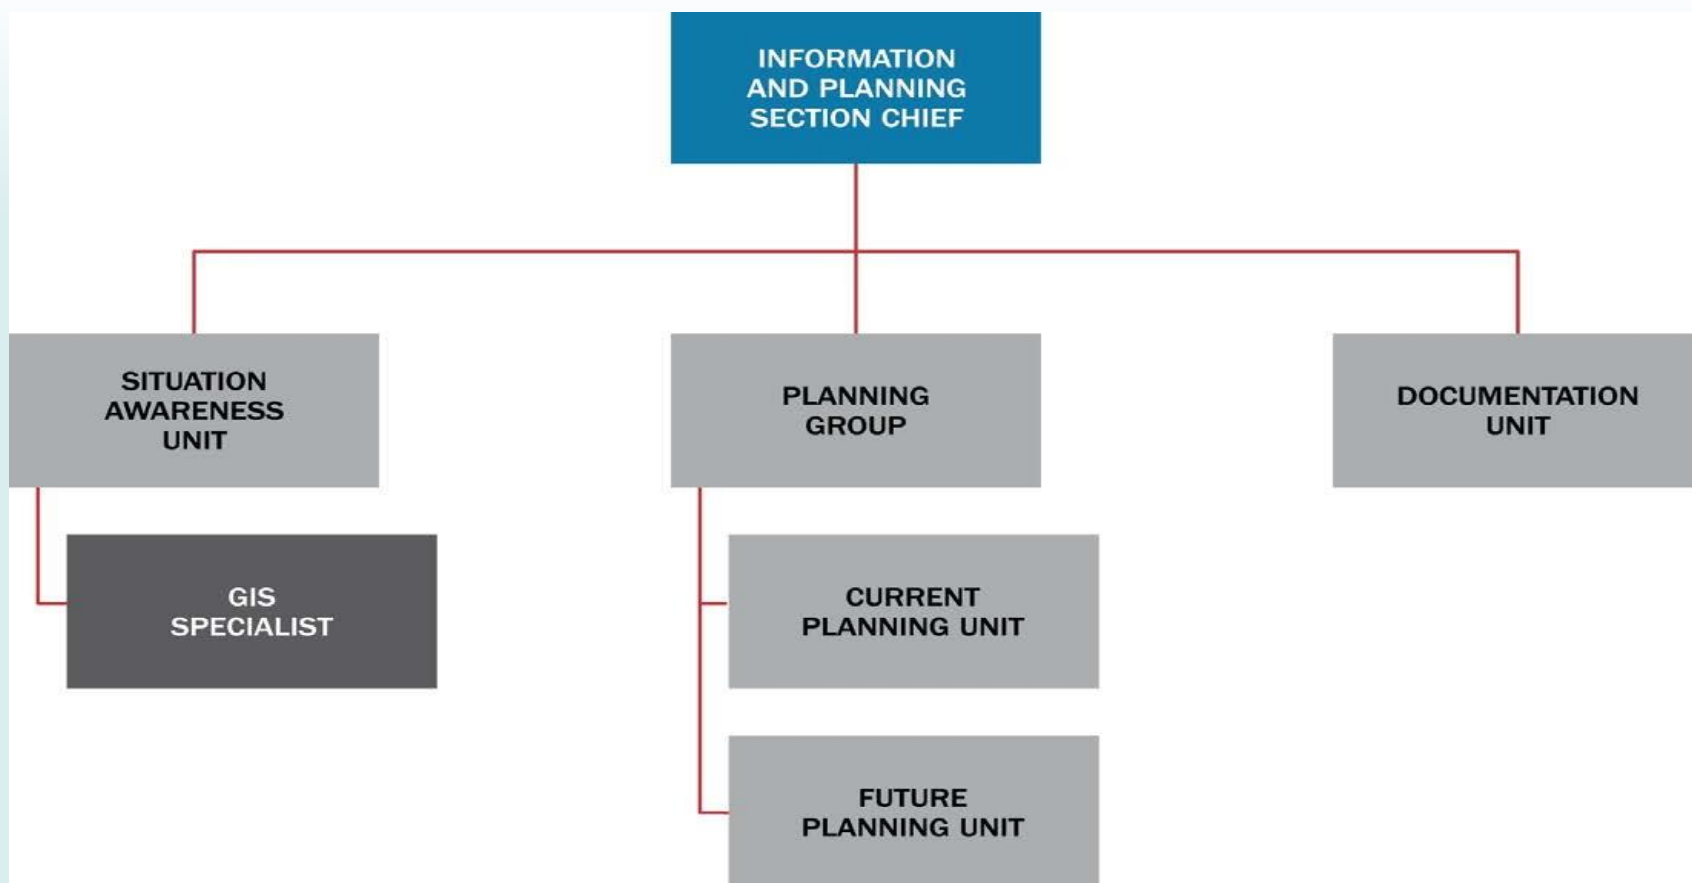 INFORMATION
AND PLANNING
SECTION CHIEF
SITUATION
AWARENESS
UNIT
PLANNING
GROUP
DOCUMENTATION
UNIT
GIS
SPECIALIST
CURRENT
PLANNING UNIT
FUTURE
PLANNING UNIT